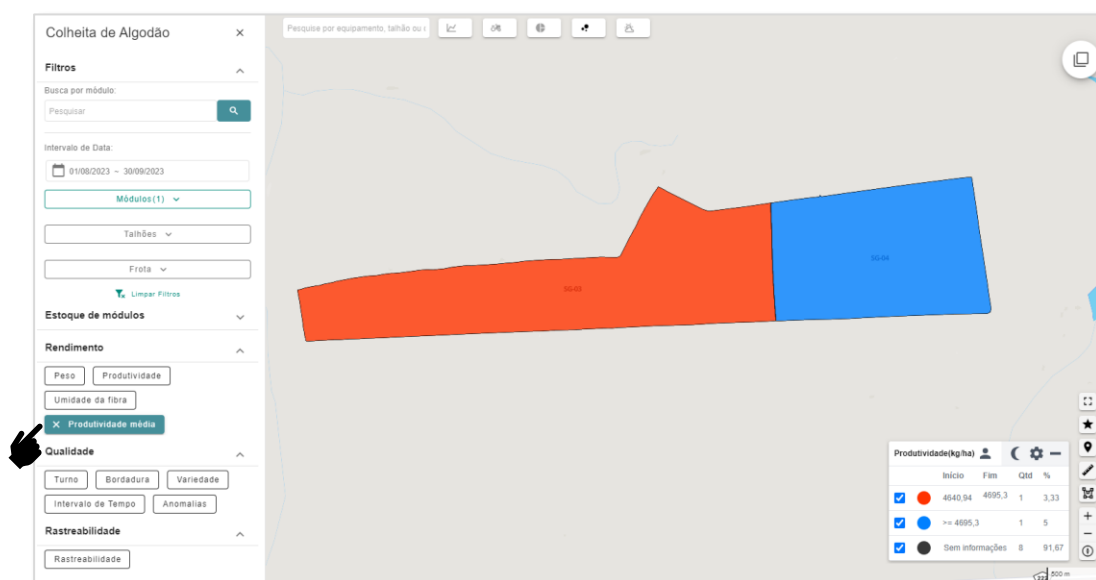 Colheita de Algodão ×
Pesquise por equipamento, talhão ou
Filtros
Busca por módulo:
Pesquisar
Intervalo de Data:
01/08/2023 ~ 30/09/2023
Módulos(1)
Talhões
Frota
Limpar Filtros
Estoque de módulos
Rendimento
Peso Produtividade
Umidade da fibra
× Produtividade média
Qualidade
Turno Bordadura Variedade
Intervalo de Tempo Anomalias
Rastreabilidade
Rastreabilidade
SG-03
SG-04
Produtividade(kg/ha)
Início Fim Qtd %
4640,94 4695,3 1 3,33
>= 4695,3 1 5
Sem informações 8 91,67
800 m